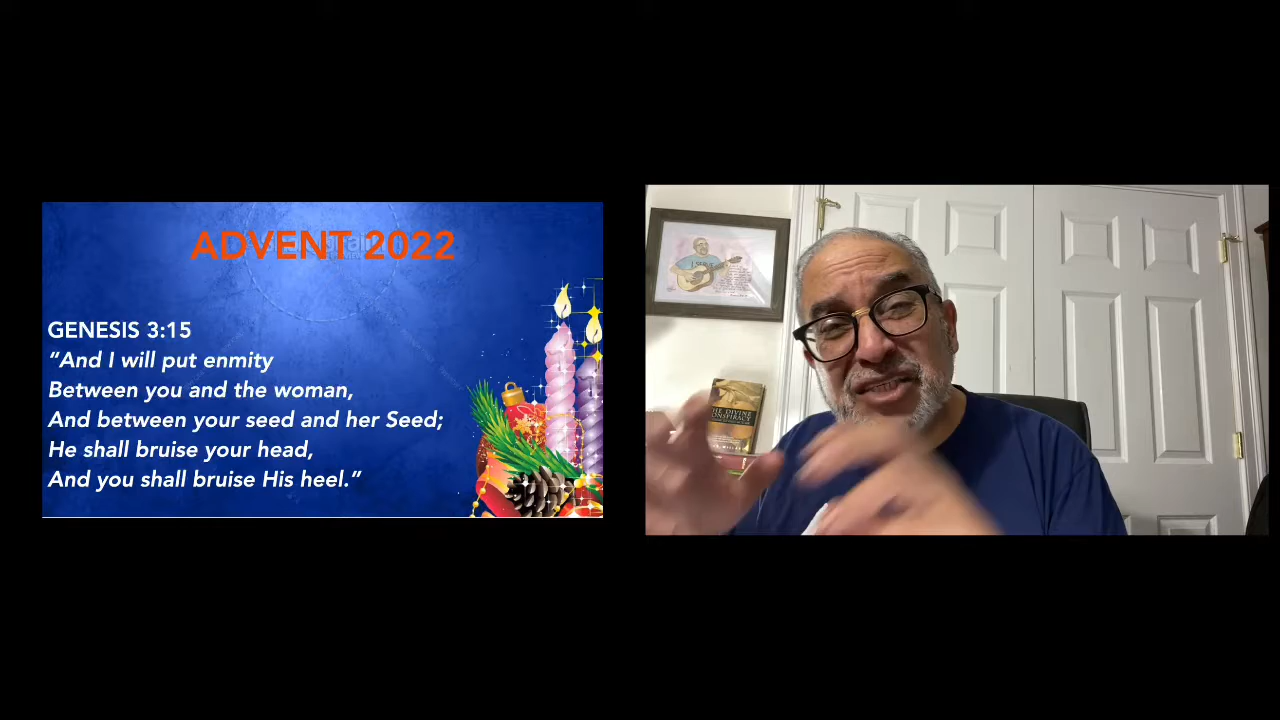 ADVENT 2022
GENESIS 3:15
“And I will put enmity
Between you and the woman,
And between your seed and her Seed;
He shall bruise your head,
And you shall bruise His heel.”
I SERVE
THE DIVINE
CONSPIRACY